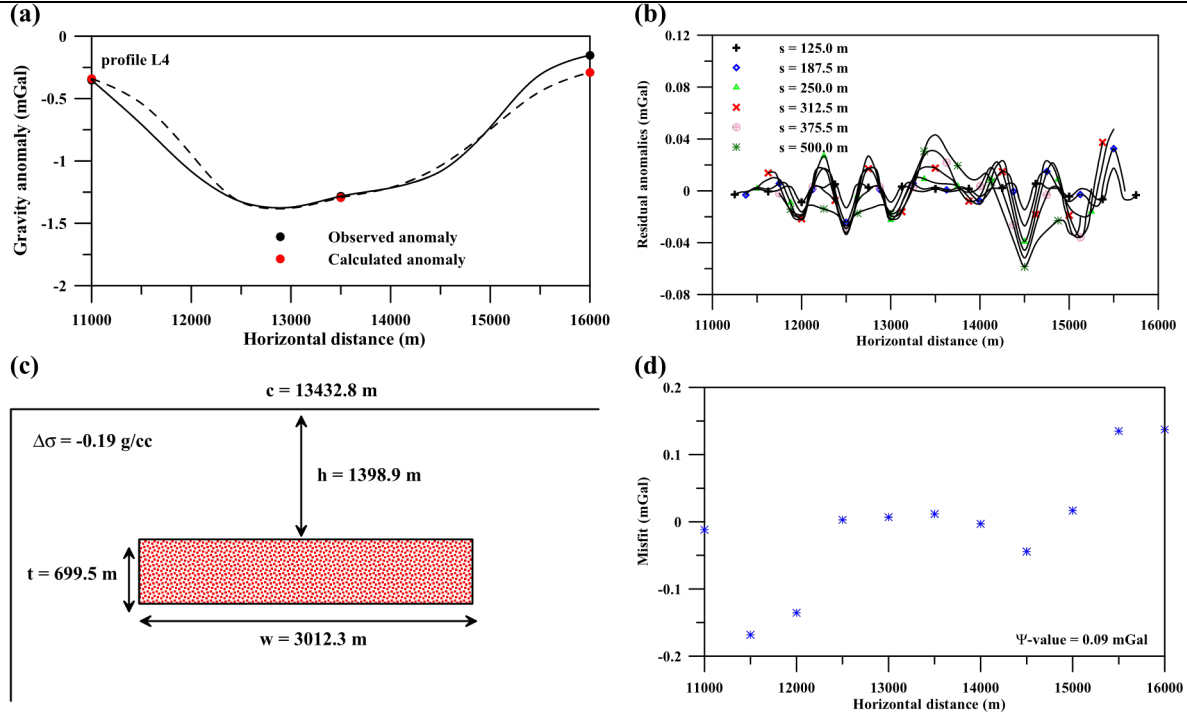 (a)
profile L4
Gravity anomaly (mGal)
0
-0.5
-1
-1.5
-2
11000 12000 13000 14000 15000 16000
Horizontal distance (m)
Observed anomaly
Calculated anomaly
(b)
Residual anomalies (mGal)
0.12
0.08
0.04
0
-0.04
-0.08
s = 125.0 m
s = 187.5 m
s = 250.0 m
s = 312.5 m
s = 375.5 m
s = 500.0 m
11000 12000 13000 14000 15000 16000
Horizontal distance (m)
(c)
c = 13432.8 m
Δσ = -0.19 g/cc
h = 1398.9 m
t = 699.5 m
w = 3012.3 m
(d)
Misfit (mGal)
0.2
0.1
0
-0.1
-0.2
Ψ-value = 0.09 mGal
11000 12000 13000 14000 15000 16000
Horizontal distance (m)